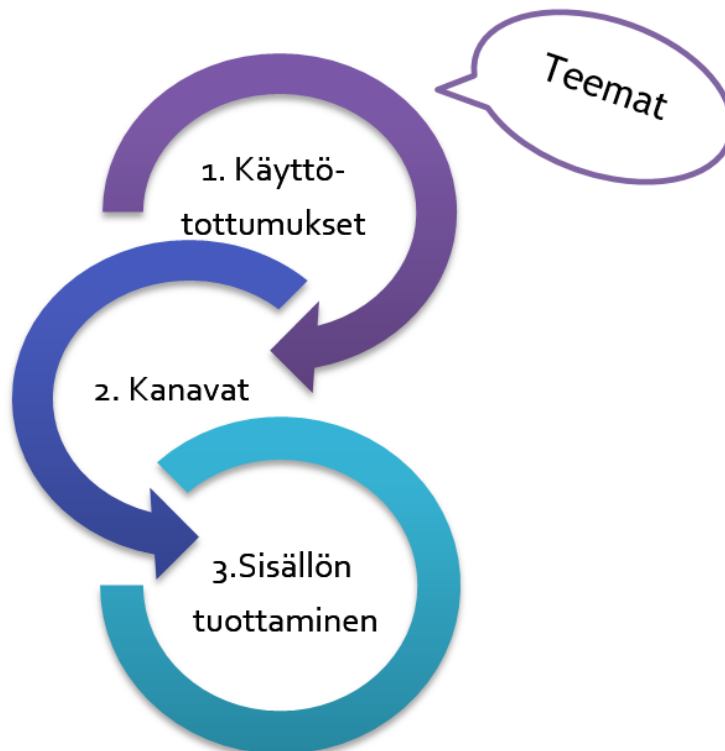 Teemat
1. Käyttö-
tottumukset
2. Kanavat
3.Sisällön
tuottaminen